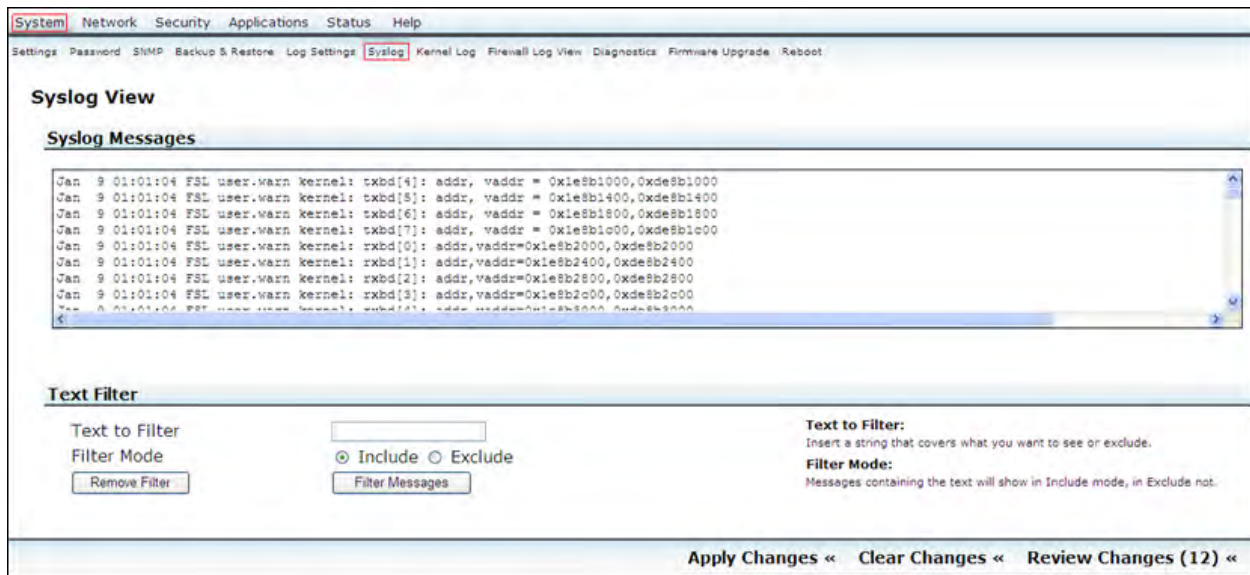 System Network Security Applications Status Help
Settings Password SNMP Backup & Restore Log Settings Syslog Kernel Log Firewall Log View Diagnostics Firmware Upgrade Reboot
Syslog View
Syslog Messages
Jan 9 01:01:04 FSL user.warn kernel: txbd[4]: addr, vaddr = 0x1e8b1000,0xde8b1000
Jan 9 01:01:04 FSL user.warn kernel: txbd[5]: addr, vaddr = 0x1e8b1400,0xde8b1400
Jan 9 01:01:04 FSL user.warn kernel: txbd[6]: addr, vaddr = 0x1e8b1800,0xde8b1800
Jan 9 01:01:04 FSL user.warn kernel: txbd[7]: addr, vaddr = 0x1e8b1c00,0xde8b1c00
Jan 9 01:01:04 FSL user.warn kernel: rxbd[0]: addr,vaddr=0x1e8b2000,0xde8b2000
Jan 9 01:01:04 FSL user.warn kernel: rxbd[1]: addr,vaddr=0x1e8b2400,0xde8b2400
Jan 9 01:01:04 FSL user.warn kernel: rxbd[2]: addr,vaddr=0x1e8b2800,0xde8b2800
Jan 9 01:01:04 FSL user.warn kernel: rxbd[3]: addr,vaddr=0x1e8b2c00,0xde8b2c00
Text Filter
Text to Filter
Filter Mode Include Exclude
Remove Filter Filter Messages
Text to Filter:
Insert a string that covers what you want to see or exclude.
Filter Mode:
Messages containing the text will show in Include mode, in Exclude not.
Apply Changes « Clear Changes « Review Changes (12) «